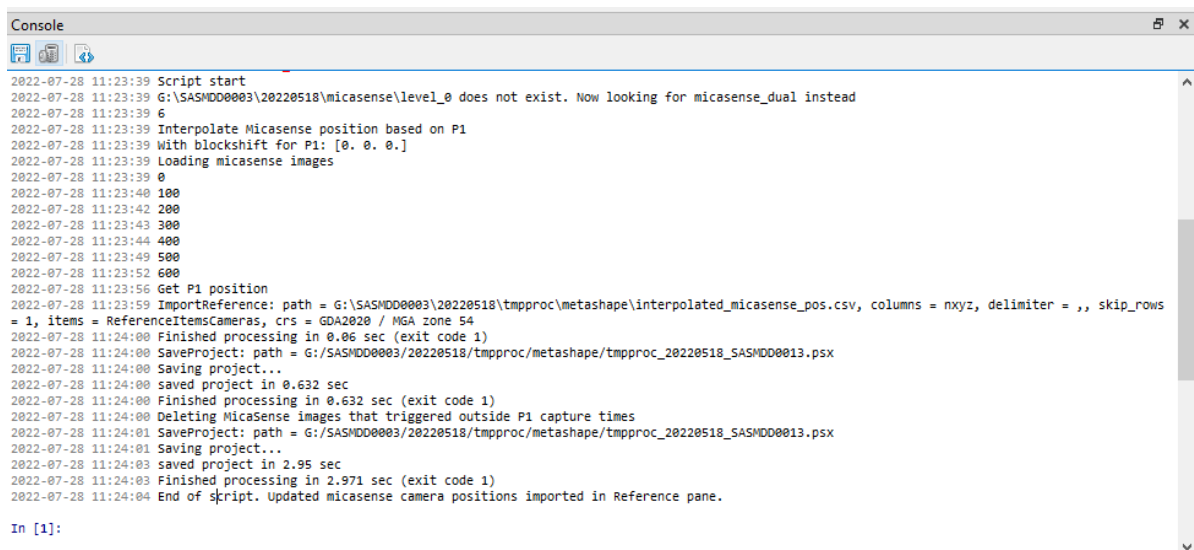 Console
2022-07-28 11:23:39 Script start
2022-07-28 11:23:39 G:\SASMDD0003\20220518\micasense\level_0 does not exist. Now looking for micasense_dual instead
2022-07-28 11:23:39 6
2022-07-28 11:23:39 Interpolate Micasense position based on P1
2022-07-28 11:23:39 With blockshift for P1: [0. 0. 0.]
2022-07-28 11:23:39 Loading micasense images
2022-07-28 11:23:39 0
2022-07-28 11:23:40 100
2022-07-28 11:23:42 200
2022-07-28 11:23:43 300
2022-07-28 11:23:44 400
2022-07-28 11:23:49 500
2022-07-28 11:23:52 600
2022-07-28 11:23:56 Get P1 position
2022-07-28 11:23:59 ImportReference: path = G:\SASMDD0003\20220518\tmpproc\metashape\interpolated_micasense_pos.csv, columns = nxyz, delimiter = ,, skip_rows
= 1, items = ReferenceItemsCameras, crs = GDA2020 / MGA zone 54
2022-07-28 11:24:00 Finished processing in 0.06 sec (exit code 1)
2022-07-28 11:24:00 SaveProject: path = G:/SASMDD0003/20220518/tmpproc/metashape/tmpproc_20220518_SASMDD0013.psx
2022-07-28 11:24:00 Saving project...
2022-07-28 11:24:00 saved project in 0.632 sec
2022-07-28 11:24:00 Finished processing in 0.632 sec (exit code 1)
2022-07-28 11:24:00 Deleting MicaSense images that triggered outside P1 capture times
2022-07-28 11:24:01 SaveProject: path = G:/SASMDD0003/20220518/tmpproc/metashape/tmpproc_20220518_SASMDD0013.psx
2022-07-28 11:24:01 Saving project...
2022-07-28 11:24:03 saved project in 2.95 sec
2022-07-28 11:24:03 Finished processing in 2.971 sec (exit code 1)
2022-07-28 11:24:04 End of script. Updated micasense camera positions imported in Reference pane.
In [1]: